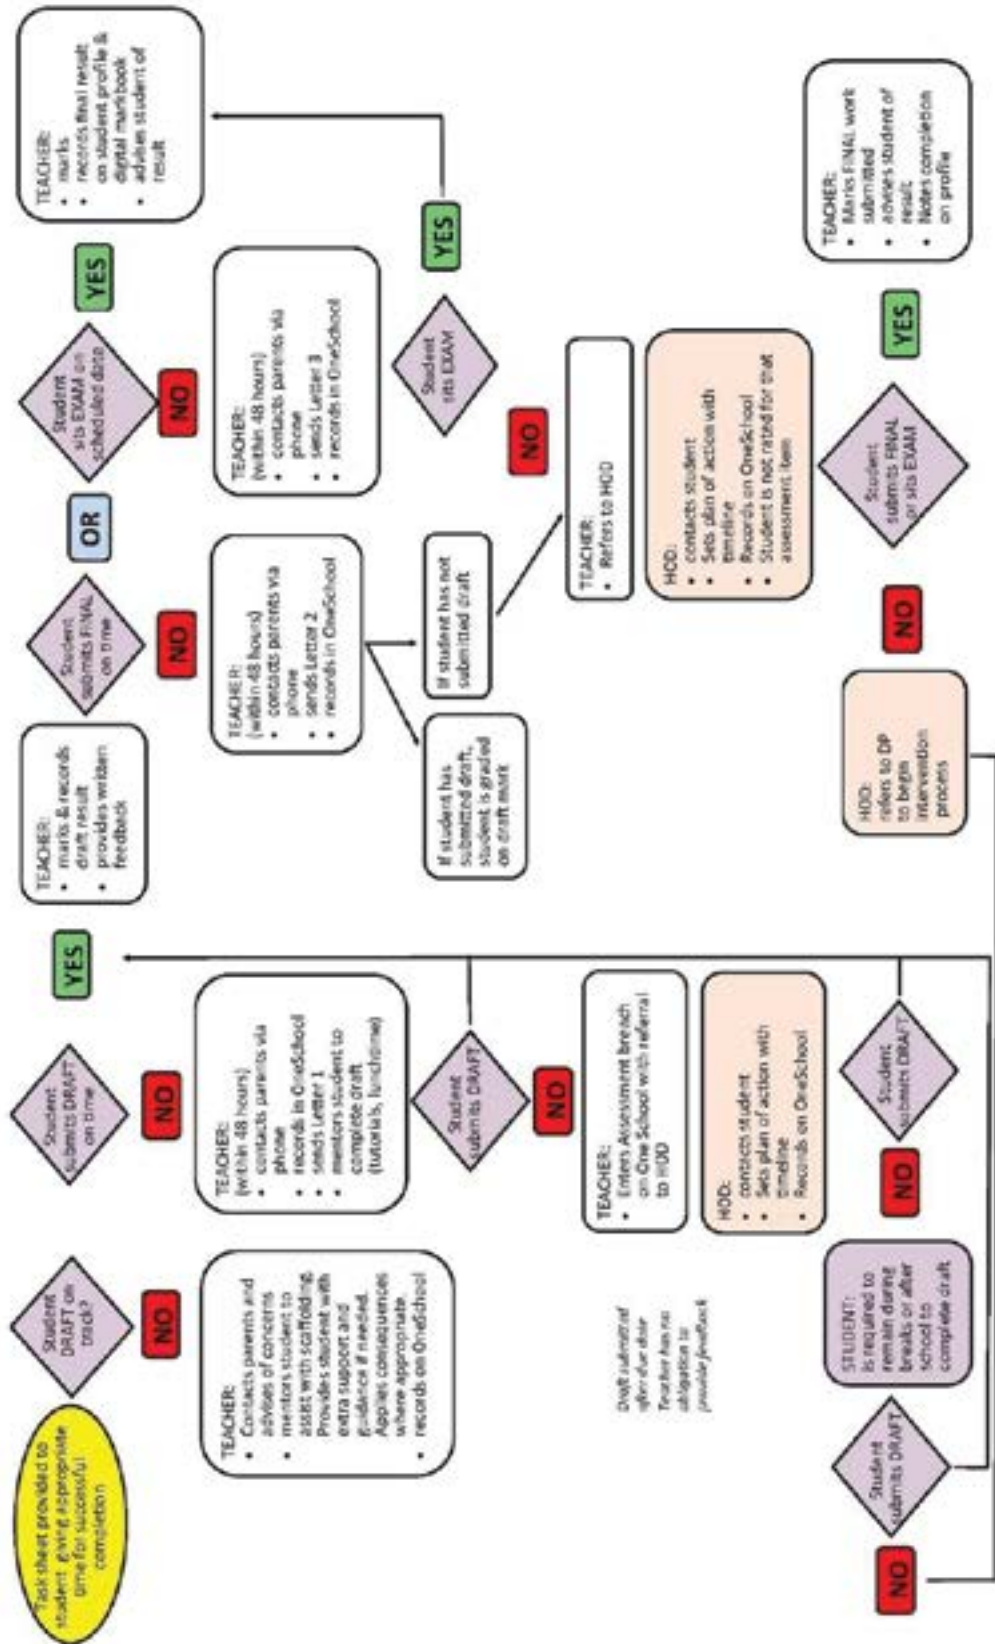 Task sheet provided to
student giving appropriate
time for successful
completion
Student
DRAFT on
track?
NO
TEACHER:
• Contacts parents and
advises of concerns
• mentors student to
assist with scaffolding.
Provides student with
extra support and
guidance if needed.
Applies consequences
where appropriate.
• records on OneSchool
Student
submits DRAFT
on time
YES
NO
TEACHER:
(within 48 hours)
• contacts parents via
phone
• records in OneSchool
• sends Letter 1
• mentors student to
complete draft
(tutorials, lunchtime)
Student
submits DRAFT
NO
TEACHER:
• Enters Assessment breach
on One School with referral
to HOD
HOD:
• contacts student
• Sets plan of action with
timeline
• Records on OneSchool
Draft submitted
after due date
Teacher has no
obligation to
provide feedback
Student
submits DRAFT
NO
STUDENT:
is required to
remain during
breaks or after
school to
complete draft
Student
submits DRAFT
NO
TEACHER:
• marks & records
draft result
• provides written
feedback
Student
submits FINAL
on time
OR
Student
sits EXAM on
scheduled date
YES
TEACHER:
• marks
• records final result
on student profile &
digital markbook
• advises student of
result
NO
TEACHER:
(within 48 hours)
• contacts parents via
phone
• sends Letter 2
• records in OneSchool
NO
TEACHER:
(within 48 hours)
• contacts parents via
phone
• sends Letter 3
• records in OneSchool
If student has
submitted draft,
student is graded
on draft mark
If student has not
submitted draft
Student
sits EXAM
YES
NO
TEACHER:
• Refers to HOD
HOD:
• contacts student
• Sets plan of action with
timeline
• Records on OneSchool
• Student is not rated for that
assessment item
Student
submits FINAL
or sits EXAM
YES
TEACHER:
• Marks FINAL work
submitted
• advises student of
result
• Notes completion
on profile
NO
HOD:
refers to DP
to begin
intervention
process